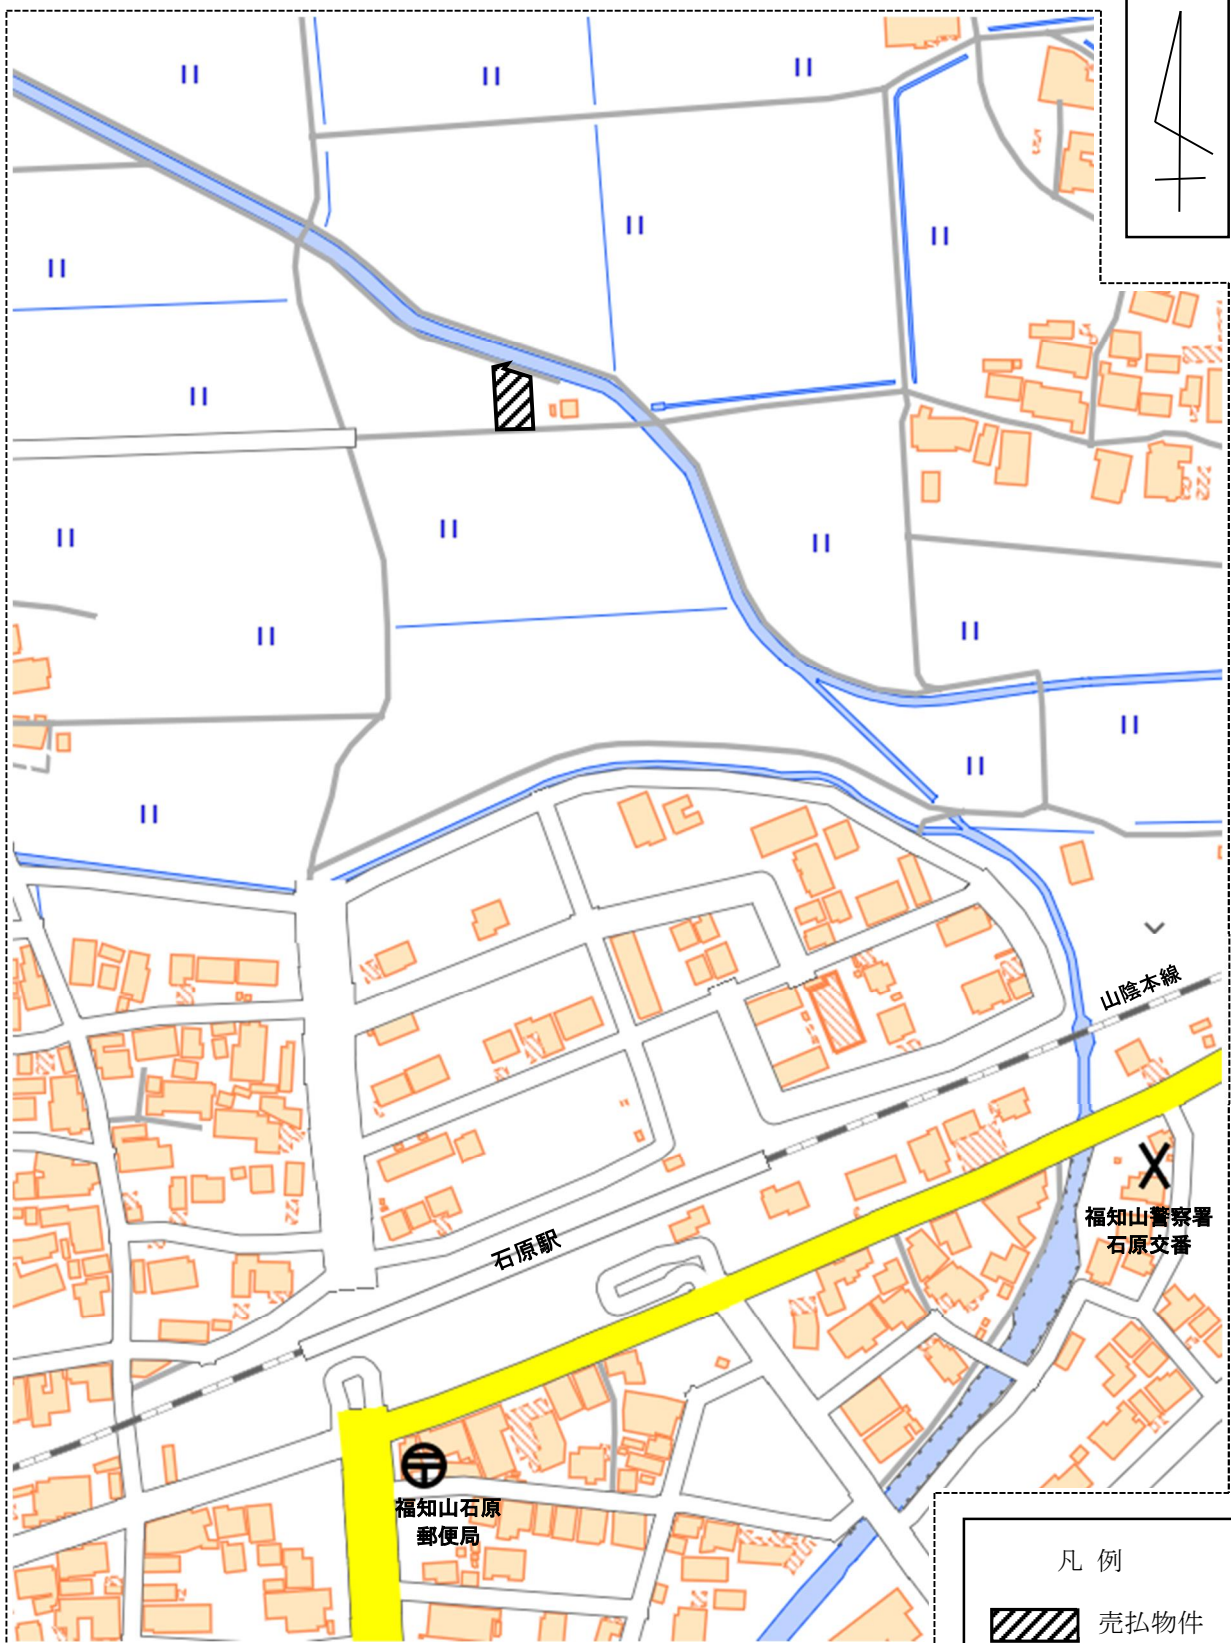 山陰本線
福知山警察署
石原交番
石原駅
福知山石原
郵便局
凡 例
売払物件